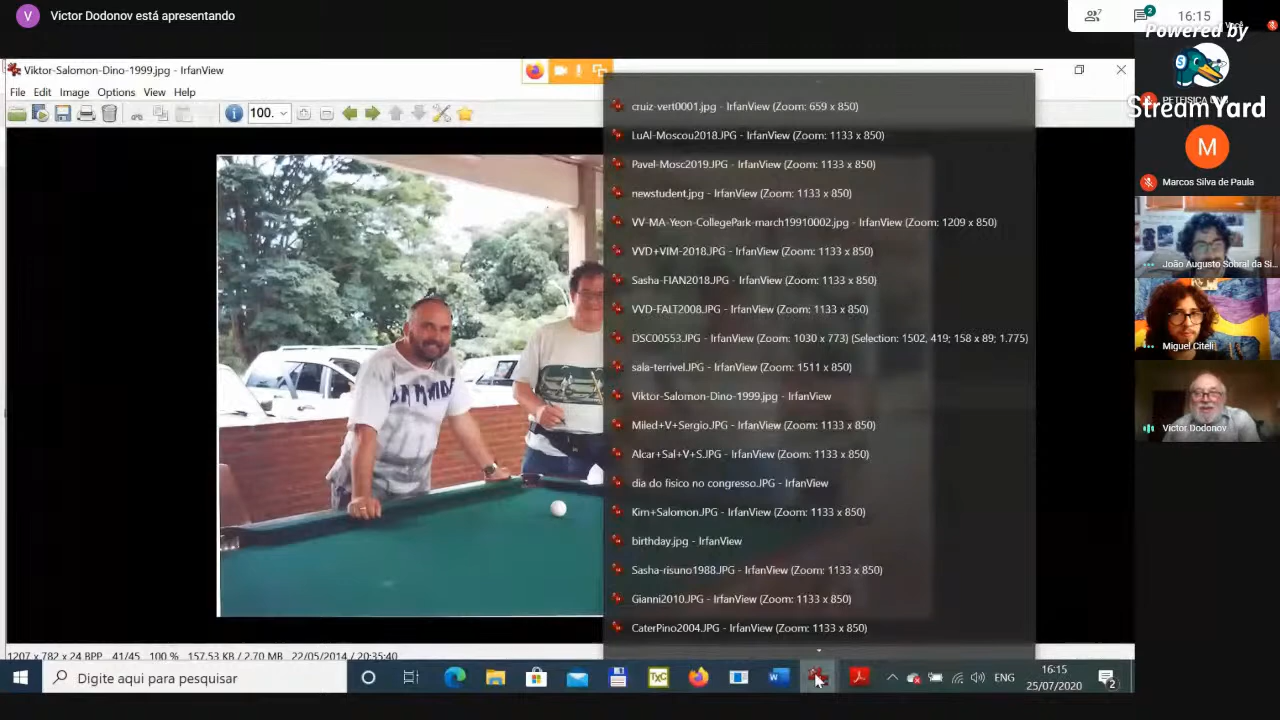 V Victor Dodonov está apresentando
7
2
16:15
Você
Powered by
StreamYard
M
Marcos Silva de Paula
João Augusto Sobral da Si...
Miguel Citeli
Victor Dodonov
Viktor-Salomon-Dino-1999.jpg - IrfanView
File Edit Image Options View Help
100.
cruiz-vert0001.jpg - IrfanView (Zoom: 659 x 850)
LuAl-Moscou2018.JPG - IrfanView (Zoom: 1133 x 850)
Pavel-Mosc2019.JPG - IrfanView (Zoom: 1133 x 850)
newstudent.jpg - IrfanView (Zoom: 1133 x 850)
VV-MA-Yeon-CollegePark-march19910002.jpg - IrfanView (Zoom: 1209 x 850)
VVD+VIM-2018.JPG - IrfanView (Zoom: 1133 x 850)
Sasha-FIAN2018.JPG - IrfanView (Zoom: 1133 x 850)
VVD-FALT2008.JPG - IrfanView (Zoom: 1133 x 850)
DSC00553.JPG - IrfanView (Zoom: 1030 x 773) (Selection: 1502, 419; 158 x 89; 1.775)
sala-terrivel.JPG - IrfanView (Zoom: 1511 x 850)
Viktor-Salomon-Dino-1999.jpg - IrfanView
Miled+V+Sergio.JPG - IrfanView (Zoom: 1133 x 850)
Alcar+Sal+V+S.JPG - IrfanView (Zoom: 1133 x 850)
dia do fisico no congresso.JPG - IrfanView
Kim+Salomon.JPG - IrfanView (Zoom: 1133 x 850)
birthday.jpg - IrfanView
Sasha-risuno1988.JPG - IrfanView (Zoom: 1133 x 850)
Gianni2010.JPG - IrfanView (Zoom: 1133 x 850)
CaterPino2004.JPG - IrfanView (Zoom: 1133 x 850)
1207 x 782 x 24 BPP 41/45 100 % 157.53 KB / 2.70 MB 22/05/2014 / 20:35:40
Digite aqui para pesquisar
TXC
ENG
16:15
25/07/2020
2